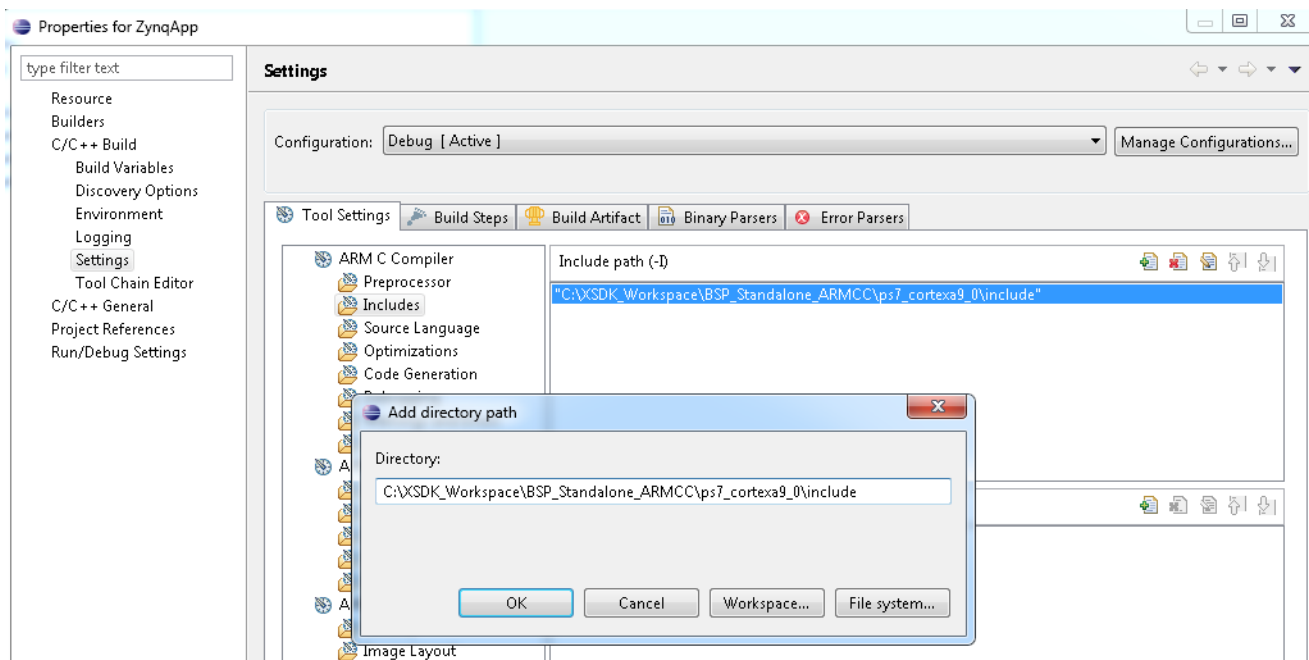 Properties for ZynqApp
type filter text
Resource
Builders
C/C++ Build
Build Variables
Discovery Options
Environment
Logging
Settings
Tool Chain Editor
C/C++ General
Project References
Run/Debug Settings
Settings
Configuration: Debug [ Active ] Manage Configurations...
Tool Settings Build Steps Build Artifact Binary Parsers Error Parsers
ARM C Compiler
Preprocessor
Includes
Source Language
Optimizations
Code Generation
Include path (-I)
"C:\XSDK_Workspace\BSP_Standalone_ARMCC\ps7_cortexa9_0\include"
Add directory path
Directory:
C:\XSDK_Workspace\BSP_Standalone_ARMCC\ps7_cortexa9_0\include
OK Cancel Workspace... File system...
A
A
Image Layout